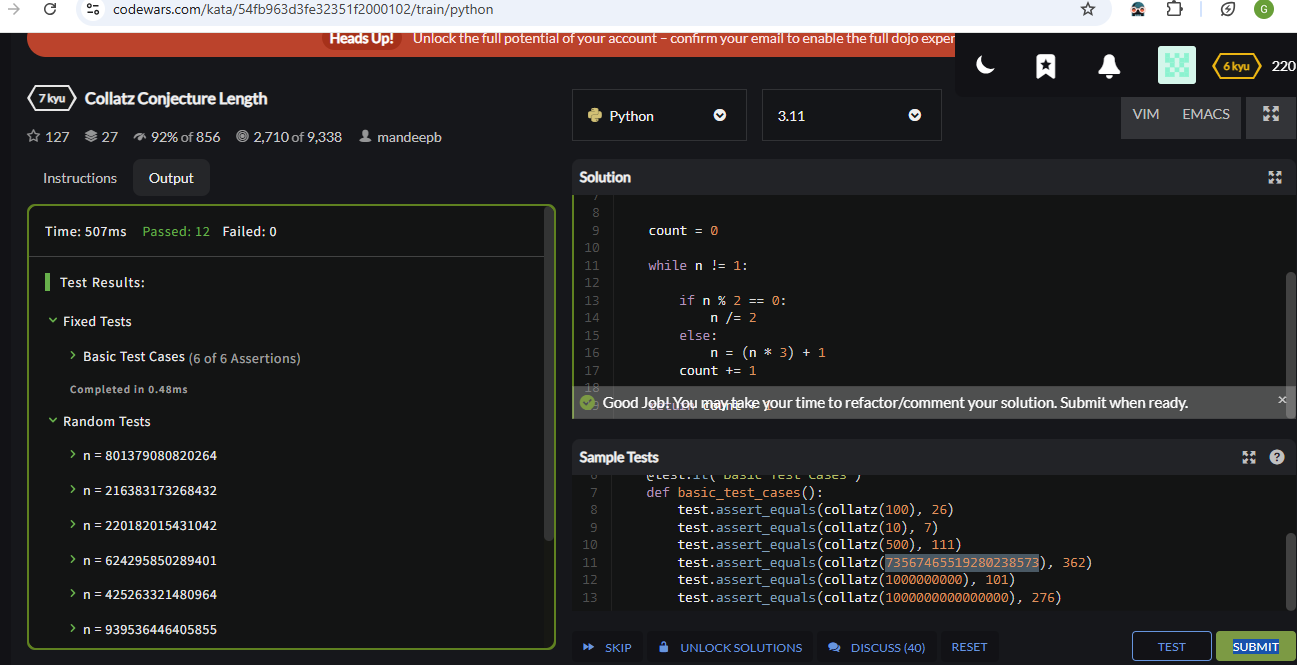 codewars.com/kata/54fb963d3fe32351f2000102/train/python
G
Heads Up! Unlock the full potential of your account – confirm your email to enable the full dojo exper
6 kyu 220
7 kyu Collatz Conjecture Length
127 27 92% of 856 2,710 of 9,338 mandeepb
Python
3.11
VIM EMACS
Instructions Output
Time: 507ms Passed: 12 Failed: 0
Test Results:
Fixed Tests
Basic Test Cases (6 of 6 Assertions)
Completed in 0.48ms
Random Tests
n = 801379080820264
n = 216383173268432
n = 220182015431042
n = 624295850289401
n = 425263321480964
n = 939536446405855
Solution
7
8
9 count = 0
10
11 while n != 1:
12
13 if n % 2 == 0:
14 n /= 2
15 else:
16 n = (n * 3) + 1
17 count += 1
18
Good Job! You may take your time to refactor/comment your solution. Submit when ready. ×
Sample Tests
?
6 @test.it("Basic Test Cases")
7 def basic_test_cases():
8 test.assert_equals(collatz(100), 26)
9 test.assert_equals(collatz(10), 7)
10 test.assert_equals(collatz(500), 111)
11 test.assert_equals(collatz(73567465519280238573), 362)
12 test.assert_equals(collatz(1000000000), 101)
13 test.assert_equals(collatz(1000000000000000), 276)
SKIP UNLOCK SOLUTIONS DISCUSS (40) RESET TEST SUBMIT